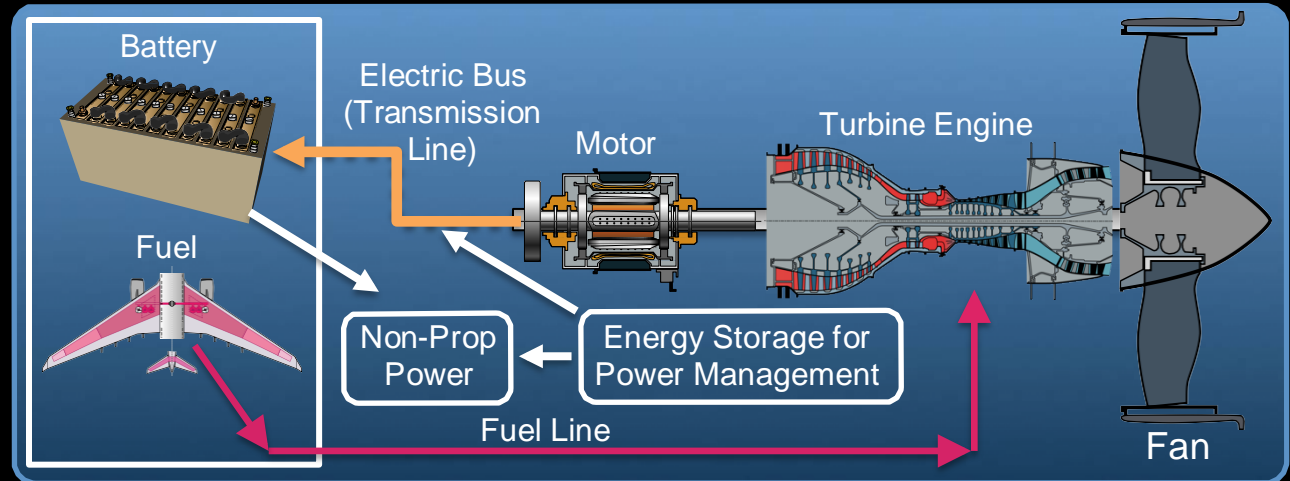 Battery
Electric Bus
(Transmission
Line)
Motor
Turbine Engine
Fuel
Non-Prop
Power
Energy Storage for
Power Management
Fuel Line
Fan